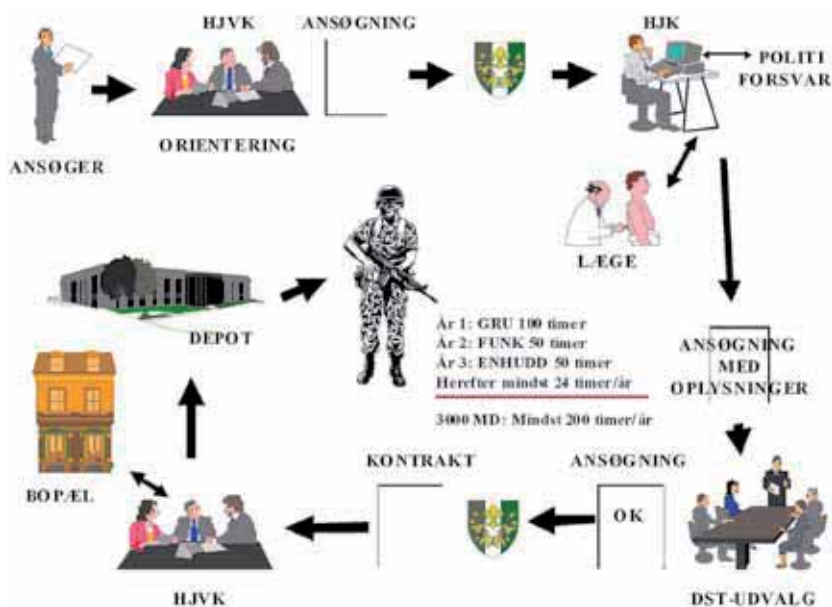 HJVK
ANSØGNING
HJK
POLITI
FORSVAR
ORIENTERING
ANSØGER
LÆGE
DEPOT
År 1: GRU 100 timer
År 2: FUNK 50 timer
År 3: ENHUDD 50 timer
Herefter mindst 24 timer/år
3000 MD: Mindst 200 timer/år
ANSØGNING
MED
OPLYSNINGER
BOPÆL
KONTRAKT
ANSØGNING
OK
HJVK
DST-UDVALG